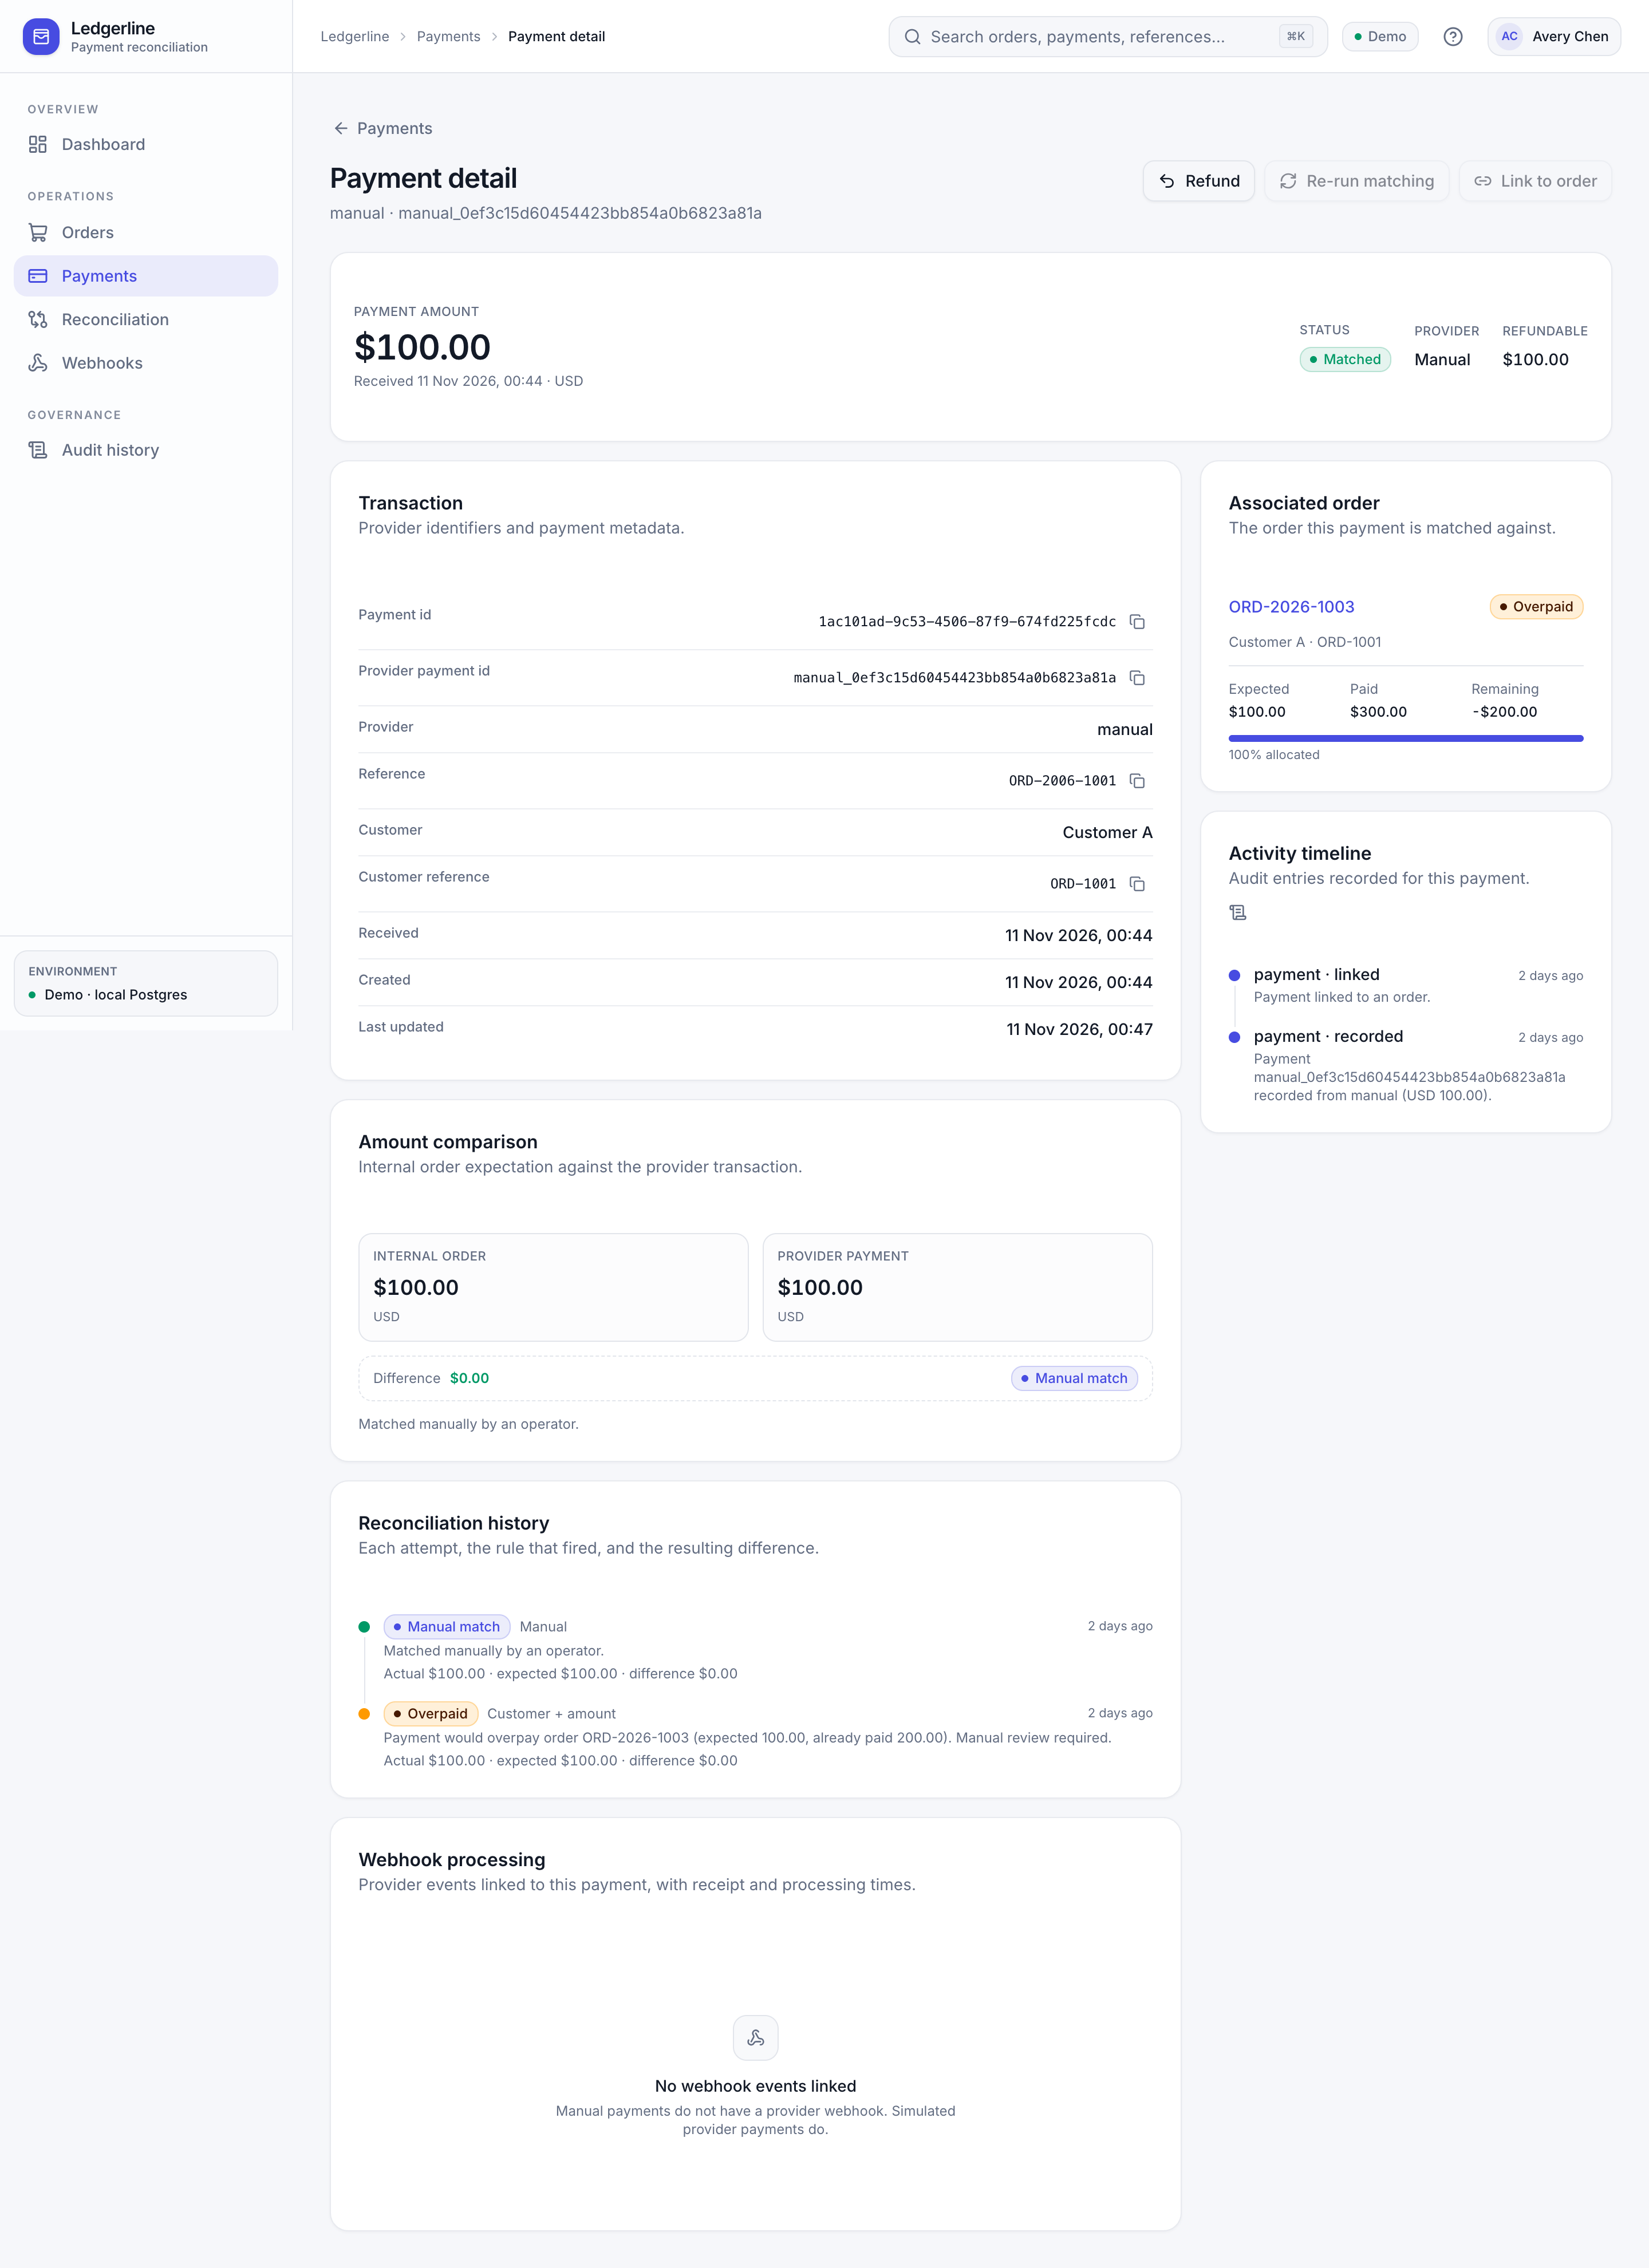 Ledgerline
Payment reconciliation
Ledgerline > Payments > Payment detail
Search orders, payments, references...
⌘K
Demo
AC
Avery Chen
OVERVIEW
Dashboard
OPERATIONS
Orders
Payments
Reconciliation
Webhooks
GOVERNANCE
Audit history
ENVIRONMENT
Demo · local Postgres
Payments
Payment detail
manual · manual_0ef3c15d60454423bb854a0b6823a81a
Refund
Re-run matching
Link to order
PAYMENT AMOUNT
$100.00
Received 11 Nov 2026, 00:44 · USD
STATUS
Matched
PROVIDER
Manual
REFUNDABLE
$100.00
Transaction
Provider identifiers and payment metadata.
Payment id
1ac101ad-9c53-4506-87f9-674fd225fcdc
Provider payment id
manual_0ef3c15d60454423bb854a0b6823a81a
Provider
manual
Reference
ORD-2006-1001
Customer
Customer A
Customer reference
ORD-1001
Received
11 Nov 2026, 00:44
Created
11 Nov 2026, 00:44
Last updated
11 Nov 2026, 00:47
Amount comparison
Internal order expectation against the provider transaction.
INTERNAL ORDER
$100.00
USD
PROVIDER PAYMENT
$100.00
USD
Difference $0.00
Manual match
Matched manually by an operator.
Reconciliation history
Each attempt, the rule that fired, and the resulting difference.
Manual match Manual
2 days ago
Matched manually by an operator.
Actual $100.00 · expected $100.00 · difference $0.00
Overpaid Customer + amount
2 days ago
Payment would overpay order ORD-2026-1003 (expected 100.00, already paid 200.00). Manual review required.
Actual $100.00 · expected $100.00 · difference $0.00
Webhook processing
Provider events linked to this payment, with receipt and processing times.
No webhook events linked
Manual payments do not have a provider webhook. Simulated
provider payments do.
Associated order
The order this payment is matched against.
ORD-2026-1003
Overpaid
Customer A · ORD-1001
Expected
$100.00
Paid
$300.00
Remaining
-$200.00
100% allocated
Activity timeline
Audit entries recorded for this payment.
payment · linked
2 days ago
Payment linked to an order.
payment · recorded
2 days ago
Payment
manual_0ef3c15d60454423bb854a0b6823a81a
recorded from manual (USD 100.00).